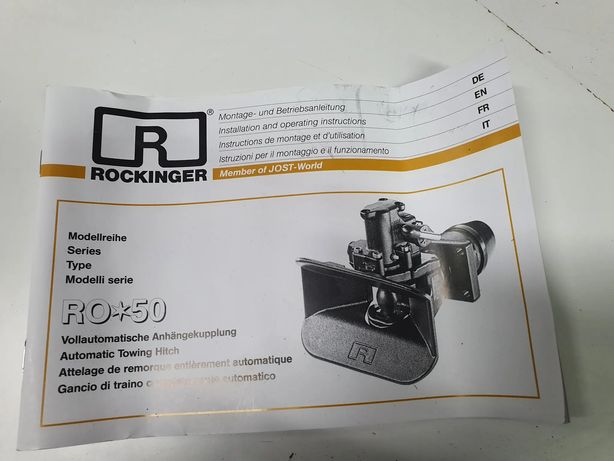 R
®
ROCKINGER
Montage- und Betriebsanleitung
Installation and operating instructions
Instructions de montage et d'utilisation
Istruzioni per il montaggio e il funzionamento
Member of JOST-World
DE
EN
FR
IT
Modellreihe
Series
Type
Modelli serie
RO★50
Vollautomatische Anhängekupplung
Automatic Towing Hitch
Attelage de remorque entièrement automatique
Gancio di traino automatico
R